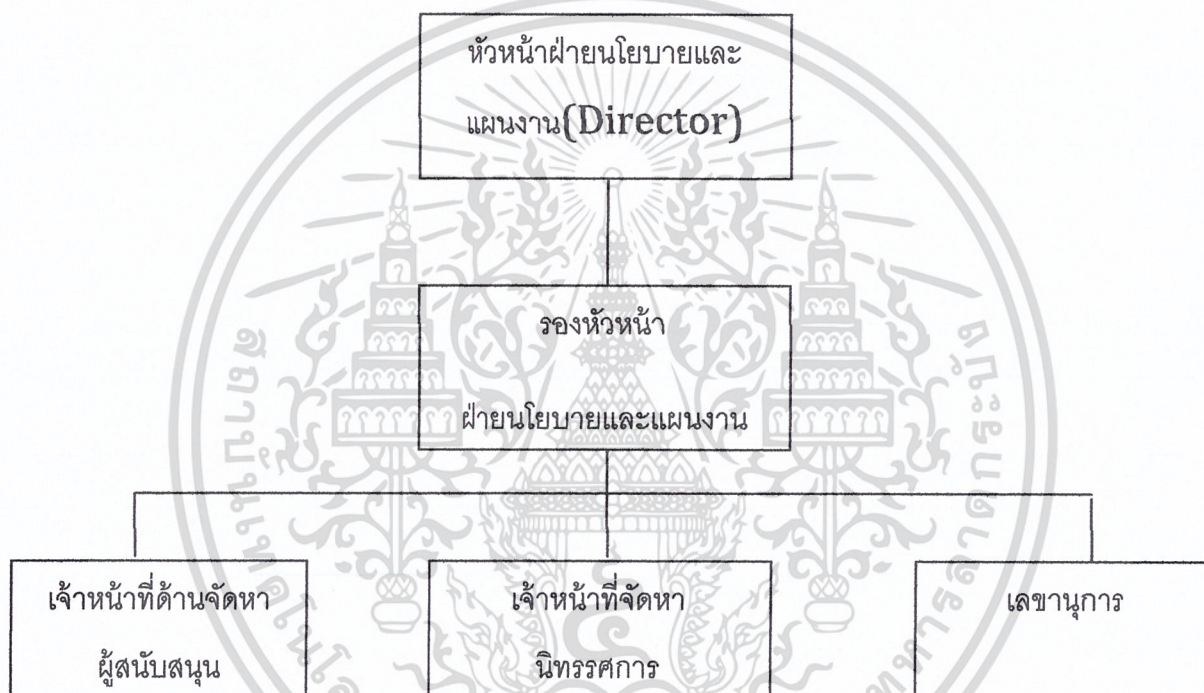 หัวหน้าฝ่ายนโยบายและ
แผนงาน(Director)
รองหัวหน้า
ฝ่ายนโยบายและแผนงาน
เจ้าหน้าที่ด้านจัดหา
ผู้สนับสนุน
เจ้าหน้าที่จัดหา
นิทรรศการ
เลขานุการ